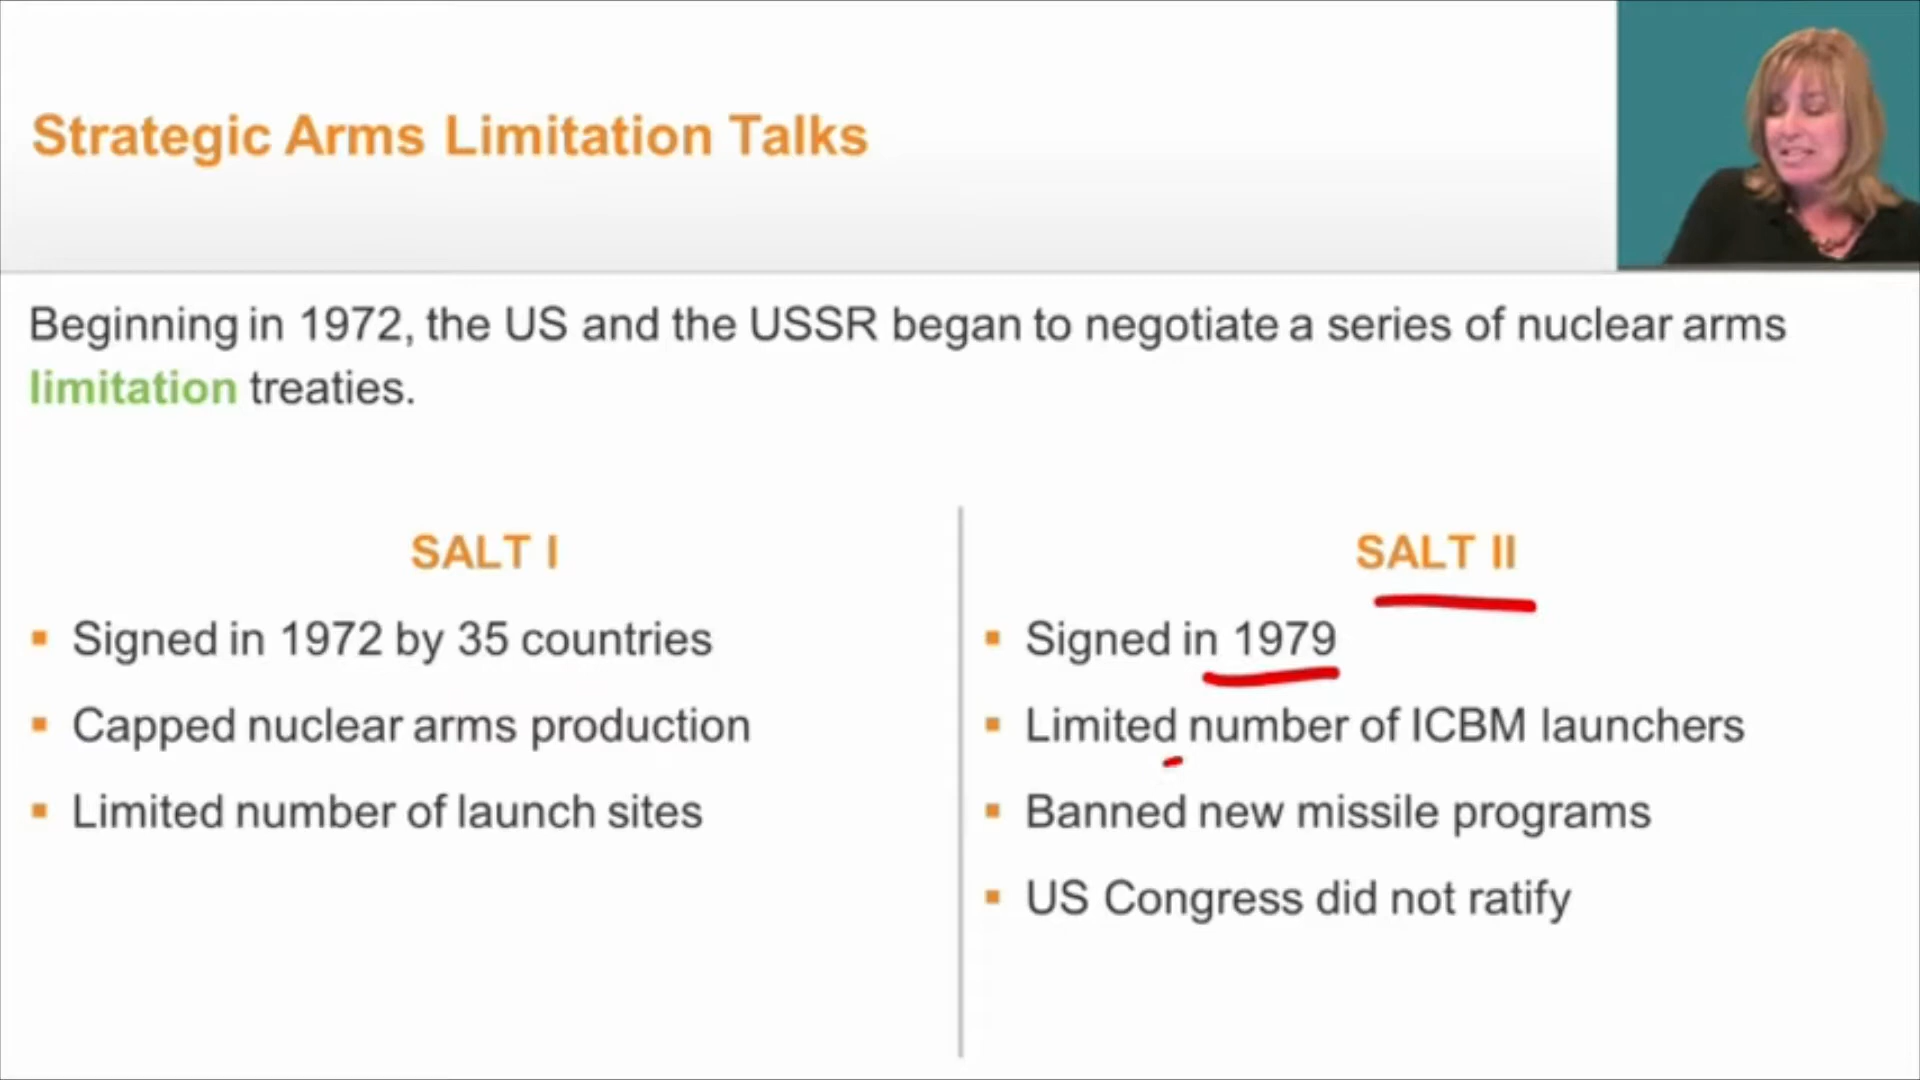 Strategic Arms Limitation Talks
Beginning in 1972, the US and the USSR began to negotiate a series of nuclear arms
limitation treaties.
SALT I
Signed in 1972 by 35 countries
Capped nuclear arms production
Limited number of launch sites
SALT II
Signed in 1979
Limited number of ICBM launchers
Banned new missile programs
US Congress did not ratify